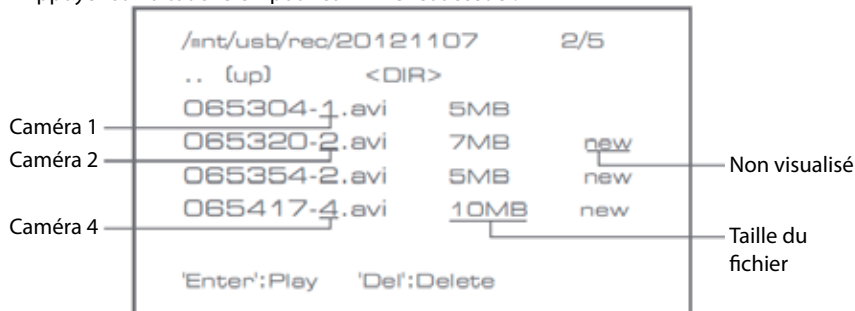 /mnt/usb/rec/20121107 2/5
.. (up) <DIR>
065304-1.avi 5MB
065320-2.avi 7MB new
065354-2.avi 5MB new
065417-4.avi 10MB new
'Enter':Play 'Del':Delete
Caméra 1
Caméra 2
Caméra 4
Non visualisé
Taille du
fichier